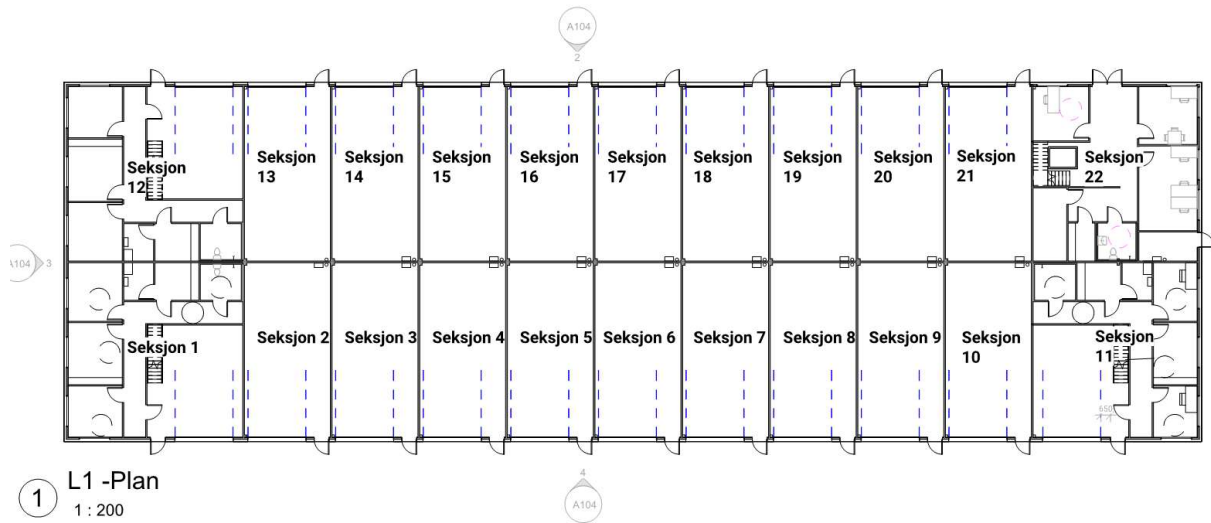 A104
2
Seksjon
12
Seksjon
13
Seksjon
14
Seksjon
15
Seksjon
16
Seksjon
17
Seksjon
18
Seksjon
19
Seksjon
20
Seksjon
21
Seksjon
22
A104
3
Seksjon 1
Seksjon 2
Seksjon 3
Seksjon 4
Seksjon 5
Seksjon 6
Seksjon 7
Seksjon 8
Seksjon 9
Seksjon
10
Seksjon
11
650
4
A104
1
L1 -Plan
1 : 200